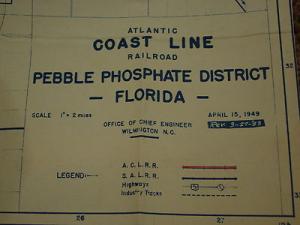 ATLANTIC
COAST LINE
RAILROAD
PEBBLE PHOSPHATE DISTRICT
— FLORIDA —
SCALE 1" = 2 miles
APRIL 15, 1949
OFFICE OF CHIEF ENGINEER
WILMINGTON N.C.
LEGEND:—
A. C. L. R. R.
S. A. L. R. R.
Highways
Industry Tracks
26 27
32